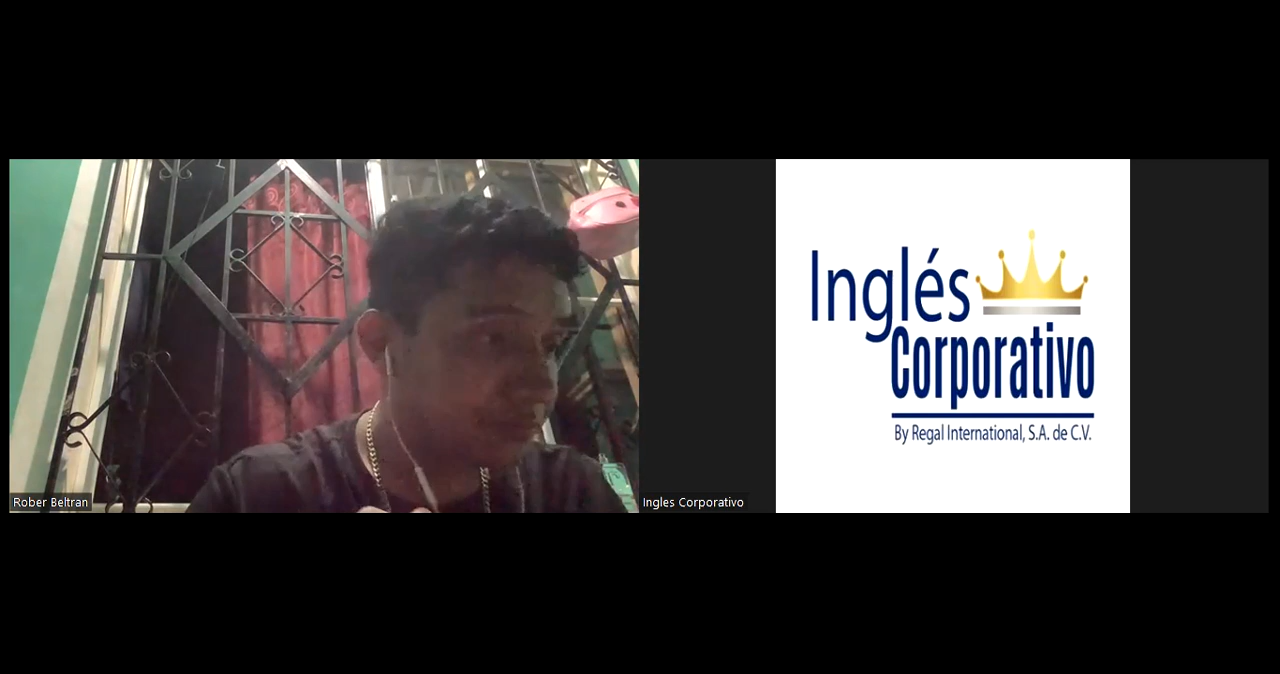 Inglés
Corporativo
By Regal International, S.A. de C.V.
Rober Beltran
Ingles Corporativo